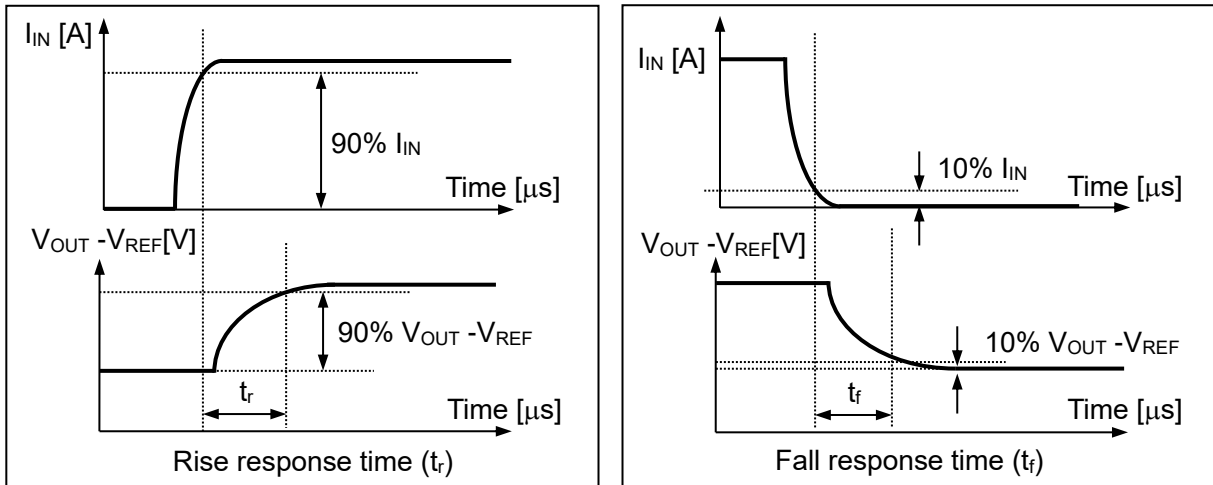 I_IN [A]
90% I_IN
Time [μs]
V_OUT -V_REF[V]
90% V_OUT -V_REF
t_r
Time [μs]
Rise response time (t_r)
I_IN [A]
10% I_IN
Time [μs]
V_OUT -V_REF[V]
10% V_OUT -V_REF
t_f
Time [μs]
Fall response time (t_f)